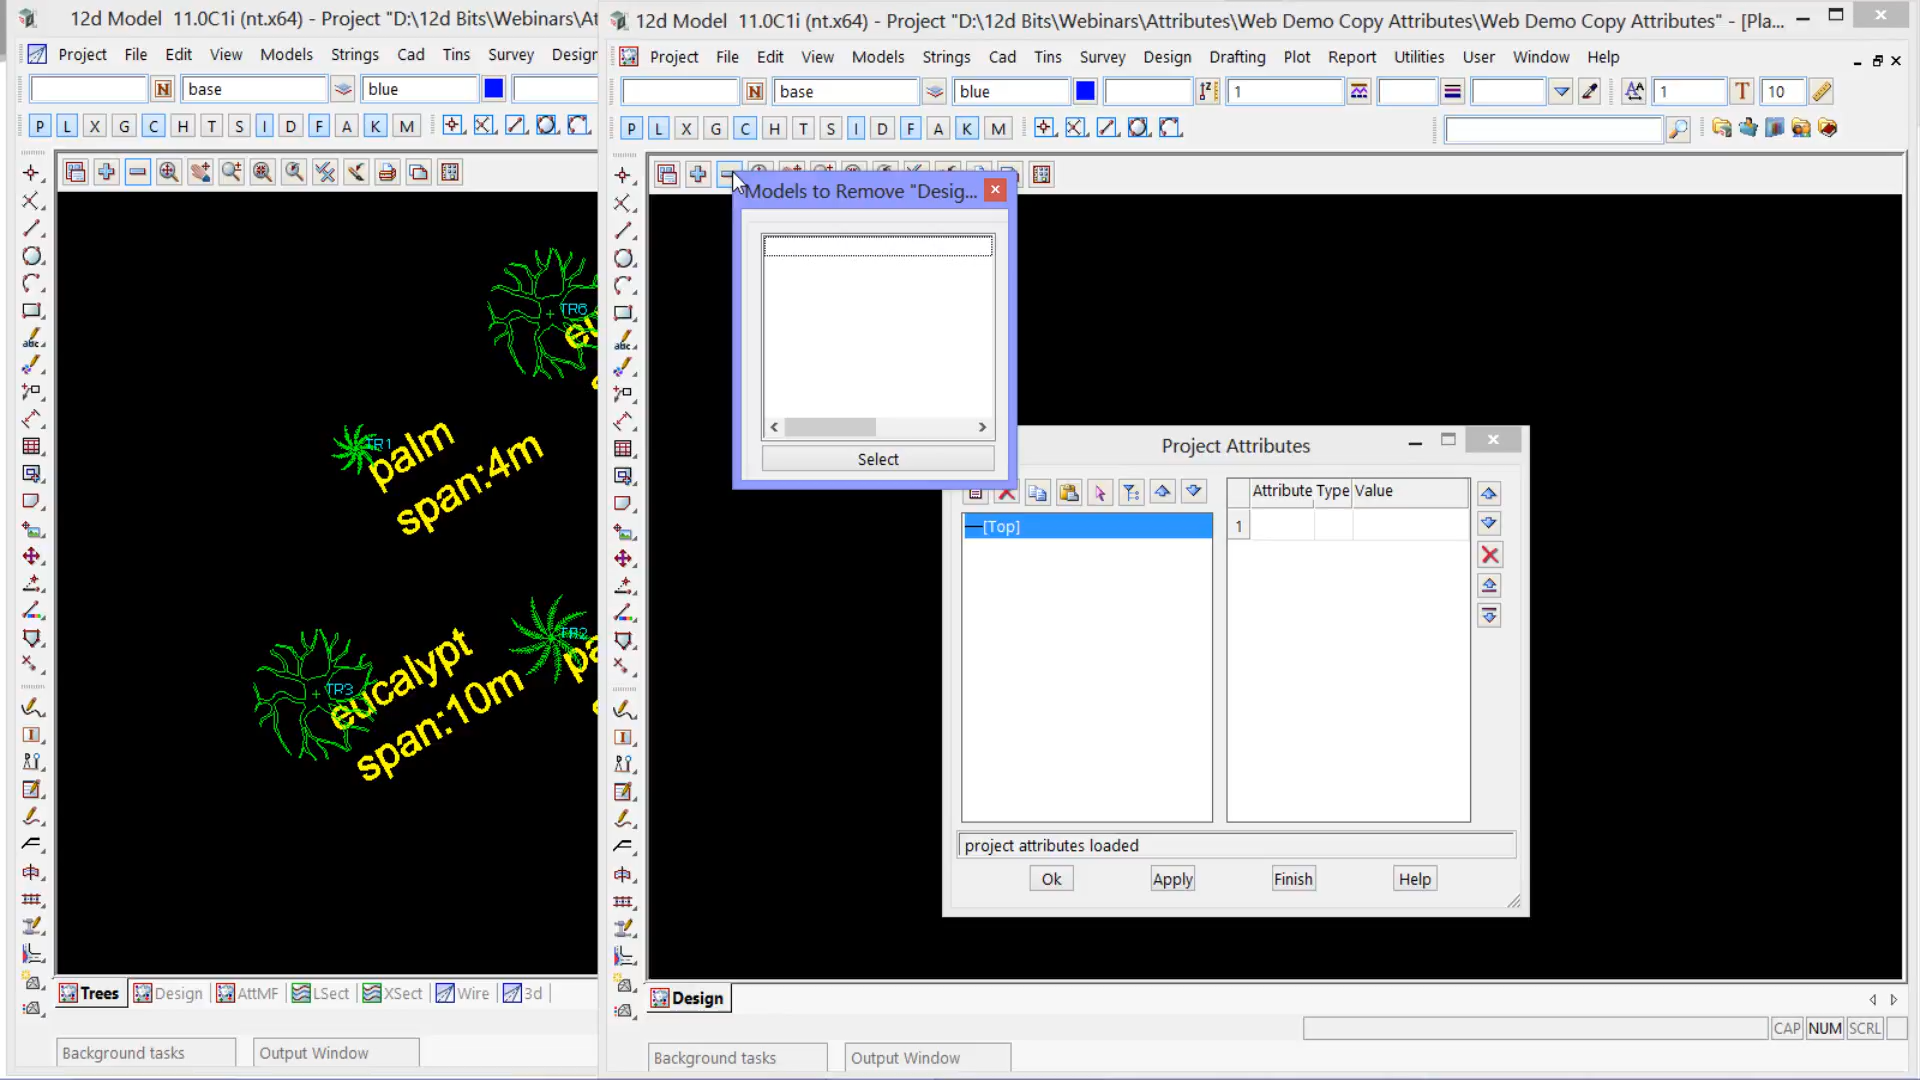 12d Model 11.0C1i (nt.x64) - Project "D:\12d Bits\Webinars\At
Project File Edit View Models Strings Cad Tins Survey Design
N base blue
P L X G C H T S I D F A K M
TR6
eu
TR1
palm
span:4m
TR2
pa
TR3
eucalypt
span:10m
Trees Design AttMF LSect XSect Wire 3d
Background tasks Output Window
12d Model 11.0C1i (nt.x64) - Project "D:\12d Bits\Webinars\Attributes\Web Demo Copy Attributes\Web Demo Copy Attributes" - [Pla...
Project File Edit View Models Strings Cad Tins Survey Design Drafting Plot Report Utilities User Window Help
N base blue 1 1 T 10
P L X G C H T S I D F A K M
Models to Remove "Desig...
Select
Project Attributes
[Top]
Attribute Type Value
1
project attributes loaded
Ok Apply Finish Help
Design
CAP NUM SCRL
Background tasks Output Window